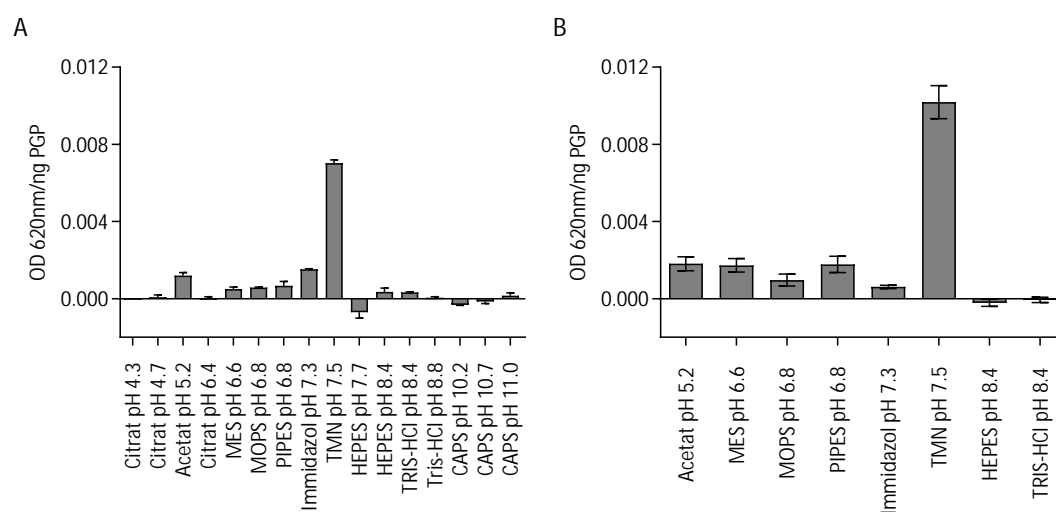 A
OD 620nm/ng PGP
0.012
0.008
0.004
0.000
Citrat pH 4.3
Citrat pH 4.7
Acetat pH 5.2
Citrat pH 6.4
MES pH 6.6
MOPS pH 6.8
PIPES pH 6.8
Immidazol pH 7.3
TMN pH 7.5
HEPES pH 7.7
HEPES pH 8.4
TRIS-HCl pH 8.4
Tris-HCl pH 8.8
CAPS pH 10.2
CAPS pH 10.7
CAPS pH 11.0
B
OD 620nm/ng PGP
0.012
0.008
0.004
0.000
Acetat pH 5.2
MES pH 6.6
MOPS pH 6.8
PIPES pH 6.8
Immidazol pH 7.3
TMN pH 7.5
HEPES pH 8.4
TRIS-HCl pH 8.4